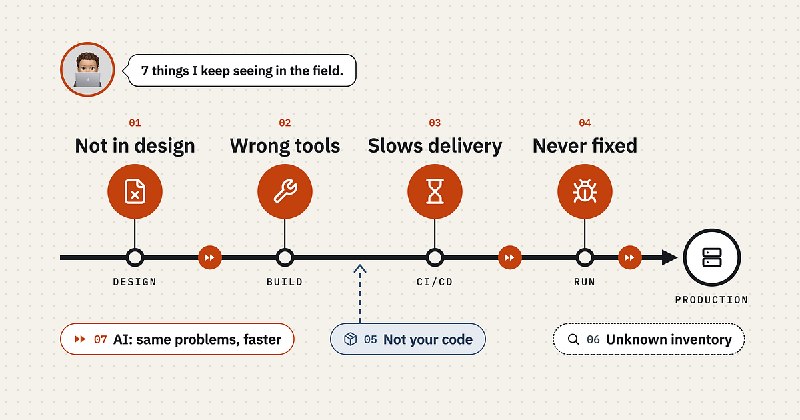 7 things I keep seeing in the field.
01
Not in design
02
Wrong tools
03
Slows delivery
04
Never fixed
DESIGN
BUILD
CI/CD
RUN
PRODUCTION
07 AI: same problems, faster
05 Not your code
06 Unknown inventory